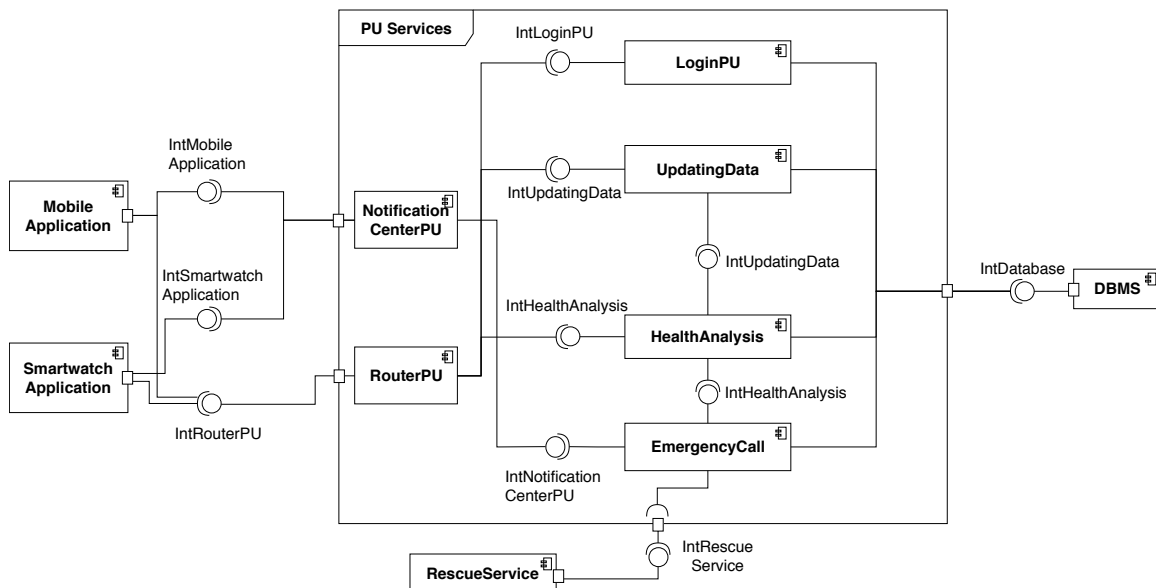 PU Services
IntLoginPU
LoginPU
IntMobile
Application
UpdatingData
IntUpdatingData
Mobile
Application
Notification
CenterPU
IntSmartwatch
Application
IntUpdatingData
IntDatabase
DBMS
IntHealthAnalysis
HealthAnalysis
Smartwatch
Application
RouterPU
IntHealthAnalysis
IntRouterPU
EmergencyCall
IntNotification
CenterPU
IntRescue
Service
RescueService